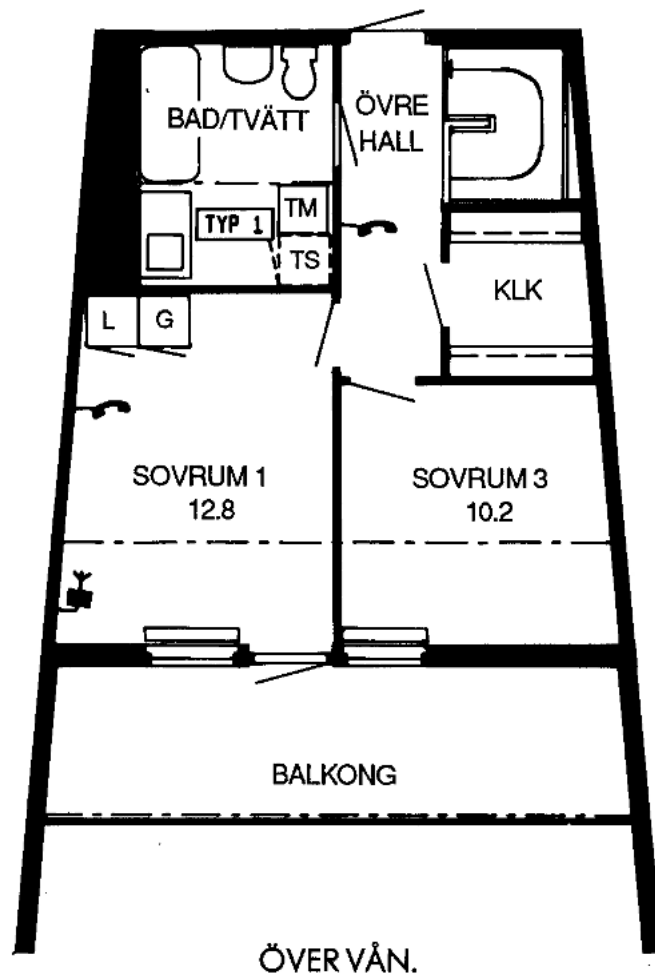 BAD/TVÄTT
ÖVRE
HALL
TYP 1
TM
TS
KLK
L
G
SOVRUM 1
12.8
SOVRUM 3
10.2
BALKONG
ÖVER VÅN.